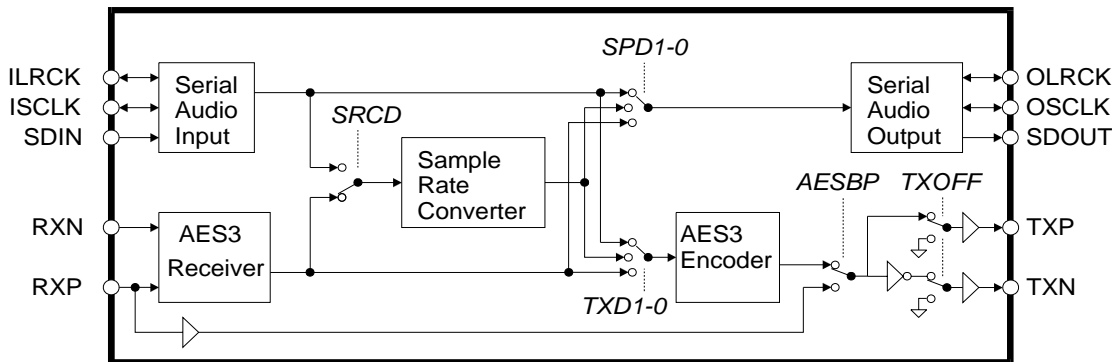 SPD1-0
ILRCK
ISCLK
SDIN
Serial
Audio
Input
SRCD
Serial
Audio
Output
OLRCK
OSCLK
SDOUT
Sample
Rate
Converter
AESBP
TXOFF
RXN
RXP
AES3
Receiver
AES3
Encoder
TXD1-0
TXP
TXN